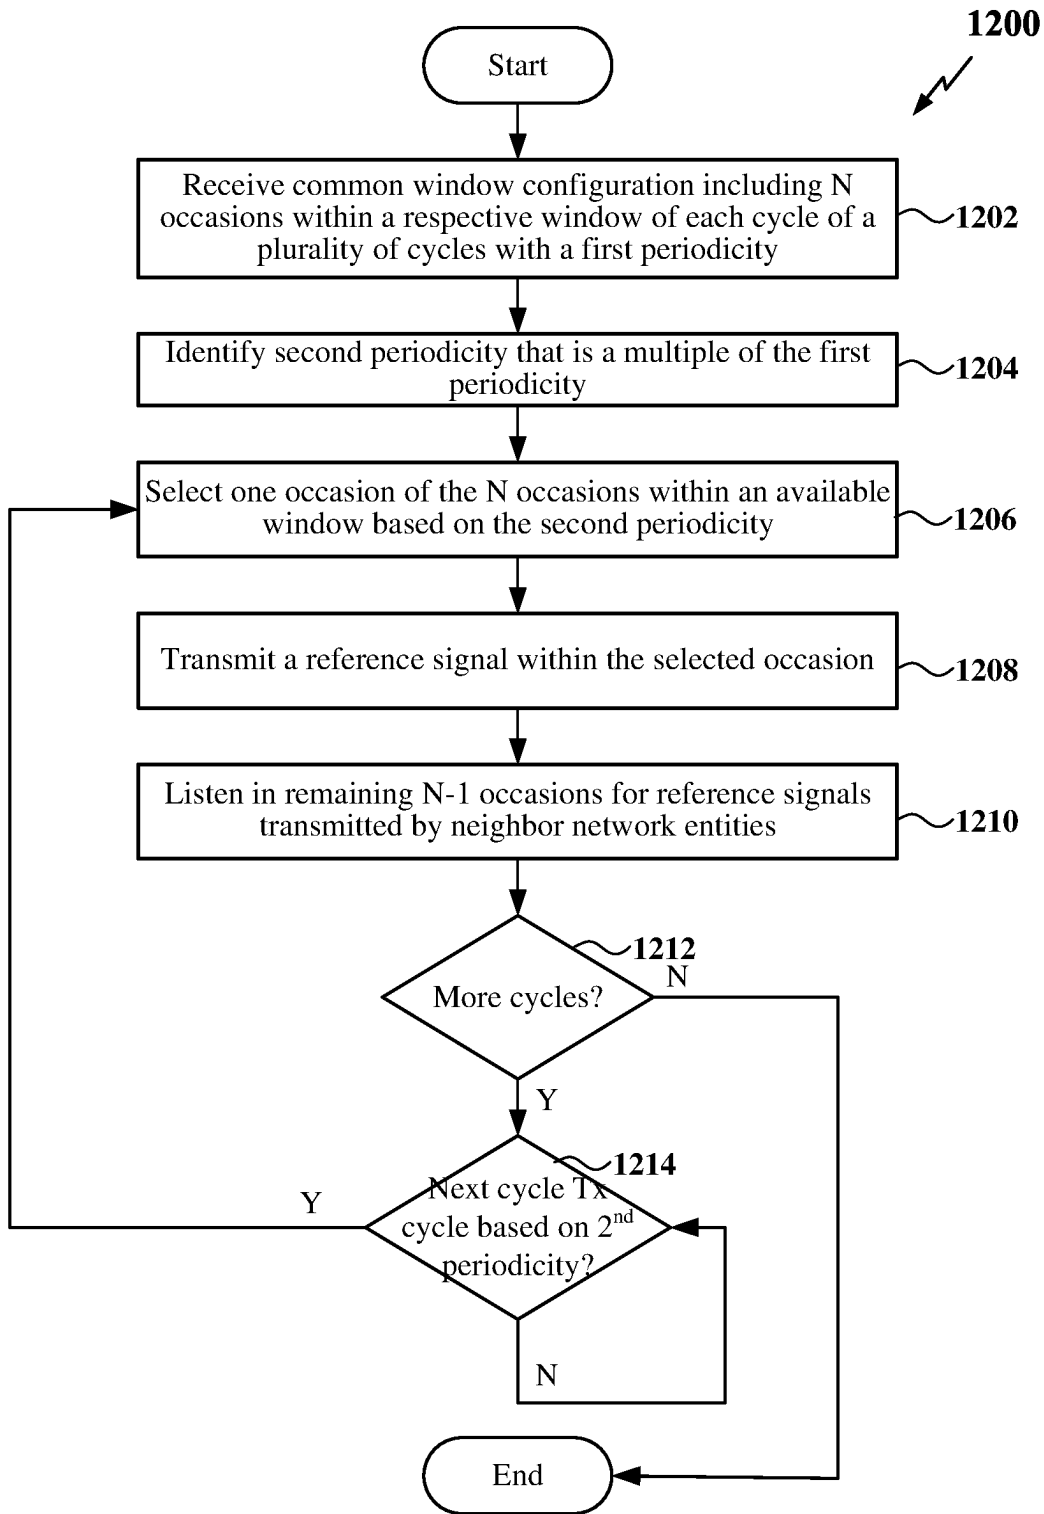 1200
Start
Receive common window configuration including N
occasions within a respective window of each cycle of a
plurality of cycles with a first periodicity
1202
Identify second periodicity that is a multiple of the first
periodicity
1204
Select one occasion of the N occasions within an available
window based on the second periodicity
1206
Transmit a reference signal within the selected occasion
1208
Listen in remaining N-1 occasions for reference signals
transmitted by neighbor network entities
1210
1212
N
More cycles?
Y
1214
Next cycle Tx
cycle based on 2nd
periodicity?
Y
N
End